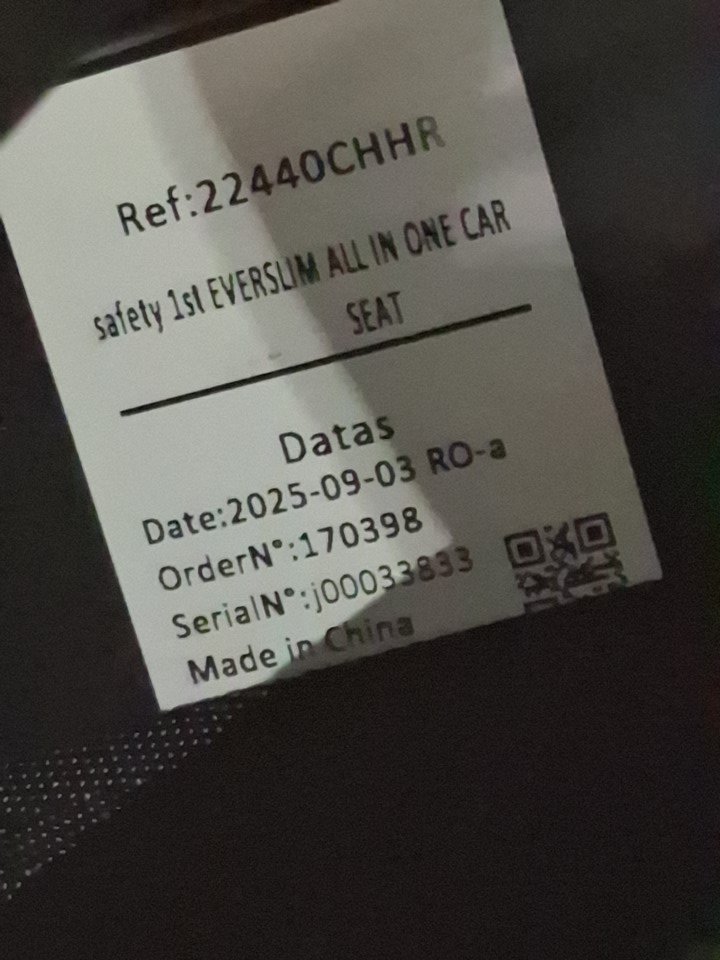 Ref:22440CHHR
safety 1st EVERSLIM ALL IN ONE CAR
SEAT
Datas
Date:2025-09-03 RO-a
OrderN°:170398
SerialN°:j00033833
Made in China